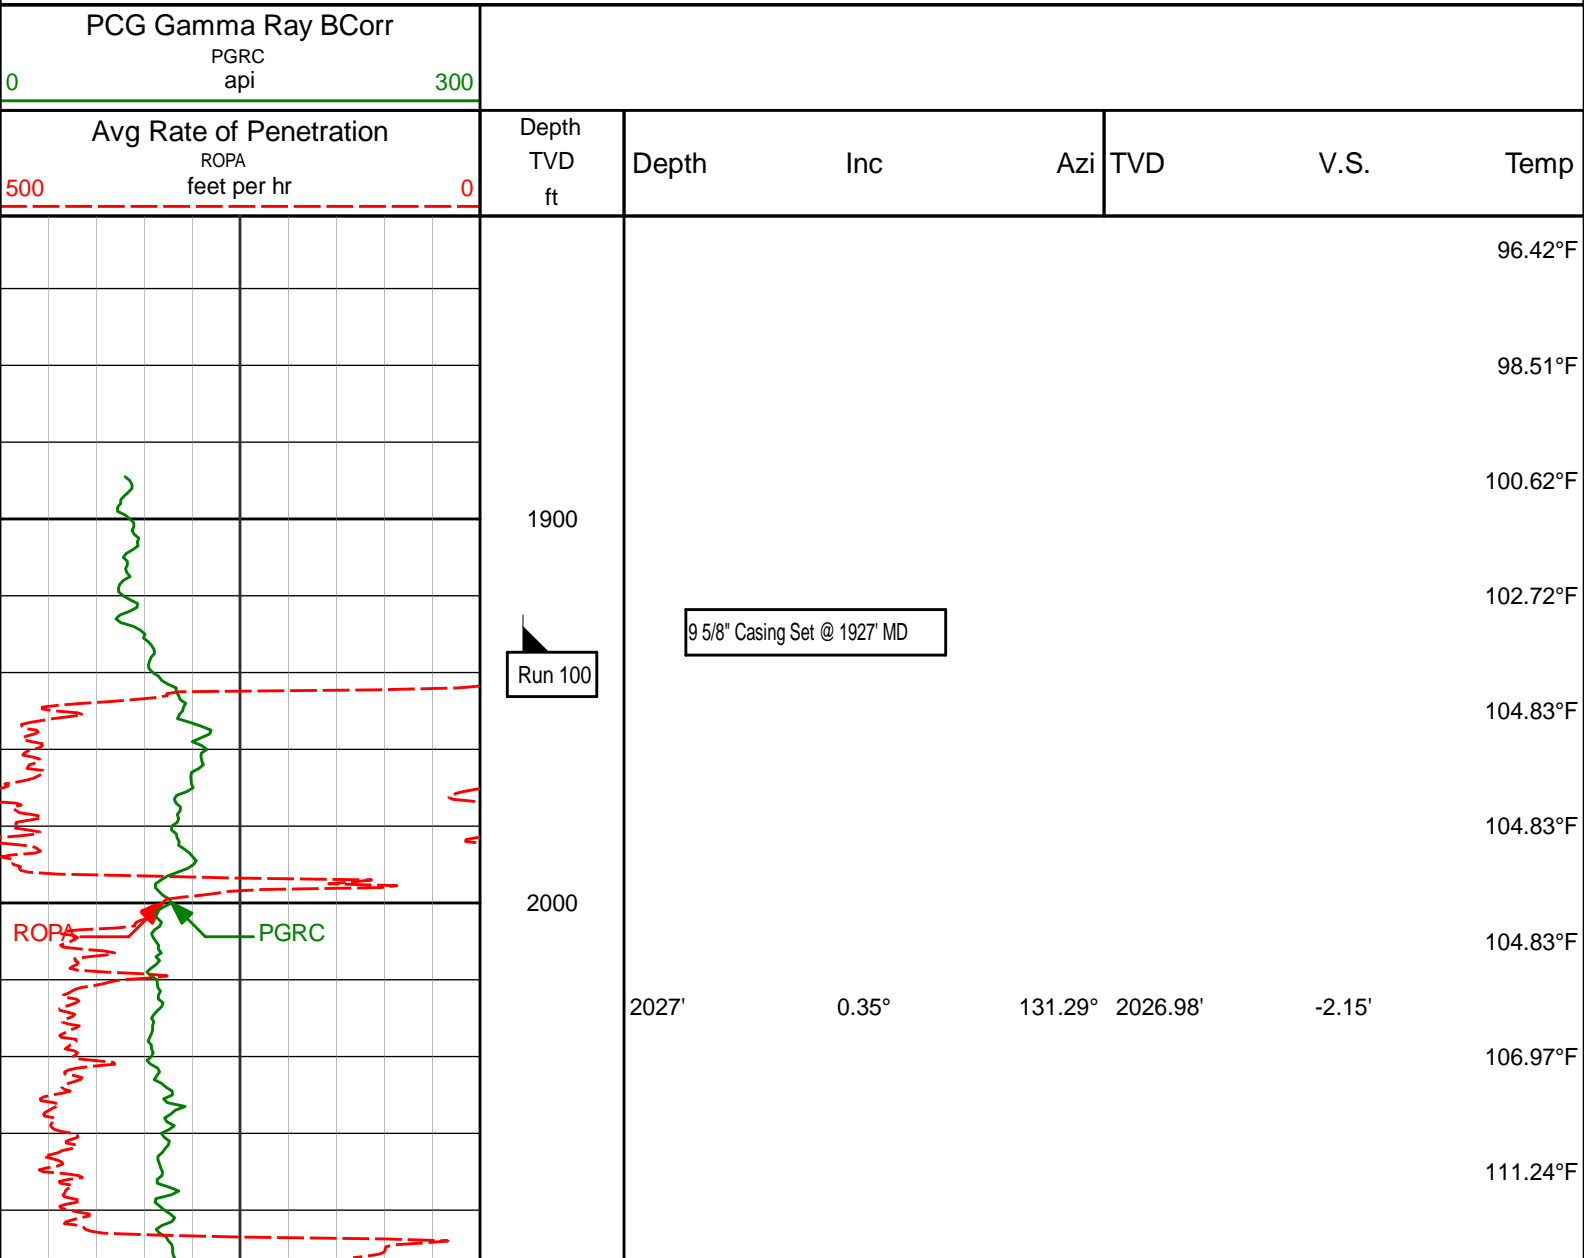 PCG Gamma Ray BCorr
PGRC
0 api 300
Avg Rate of Penetration
ROPA
500 feet per hr 0
Depth
TVD
ft
Depth Inc Azi TVD V.S. Temp
96.42°F
98.51°F
100.62°F
1900
102.72°F
9 5/8" Casing Set @ 1927' MD
Run 100
104.83°F
104.83°F
2000
ROPA PGRC
104.83°F
2027' 0.35° 131.29° 2026.98' -2.15'
106.97°F
111.24°F